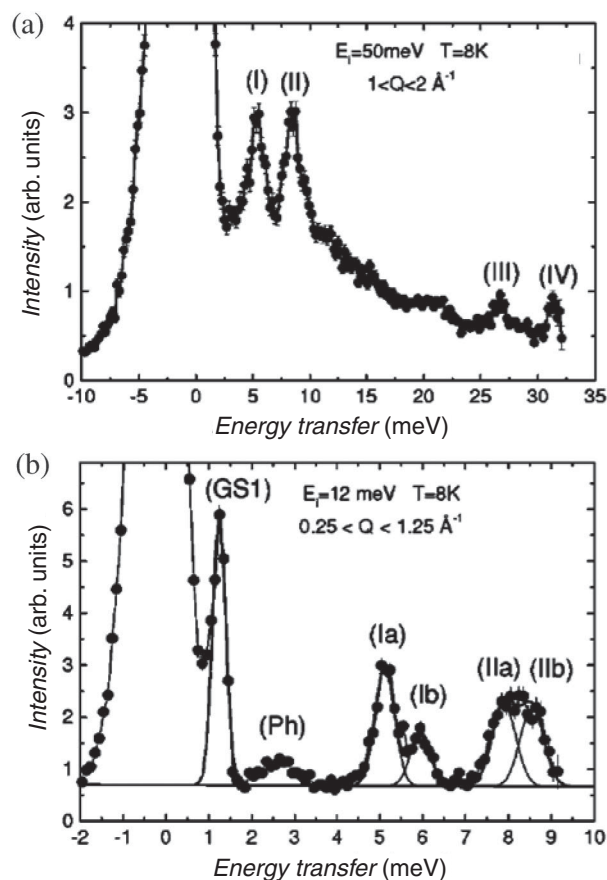 (a)
4
3
2
1
0
Intensity (arb. units)
E_i=50meV T=8K
1<Q<2 Å⁻¹
(I) (II)
(III) (IV)
-10 -5 0 5 10 15 20 25 30 35
Energy transfer (meV)
(b)
6
5
4
3
2
1
0
Intensity (arb. units)
(GS1)
E_i=12 meV T=8K
0.25 < Q < 1.25 Å⁻¹
(Ia)
(Ib)
(IIa) (IIb)
(Ph)
-2 -1 0 1 2 3 4 5 6 7 8 9 10
Energy transfer (meV)